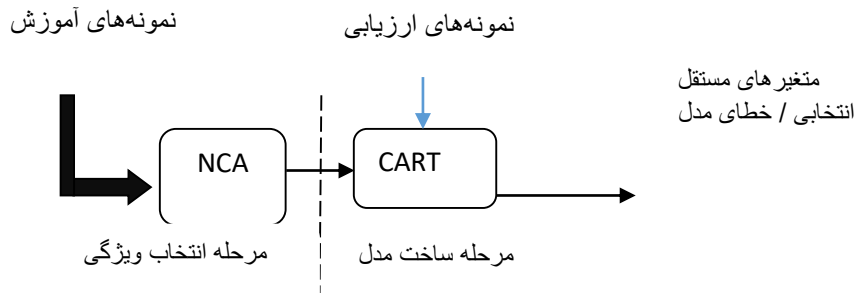 نمونه‌های آموزش
نمونه‌های ارزیابی
متغیرهای مستقل
انتخابی / خطای مدل
NCA
CART
مرحله انتخاب ویژگی
مرحله ساخت مدل